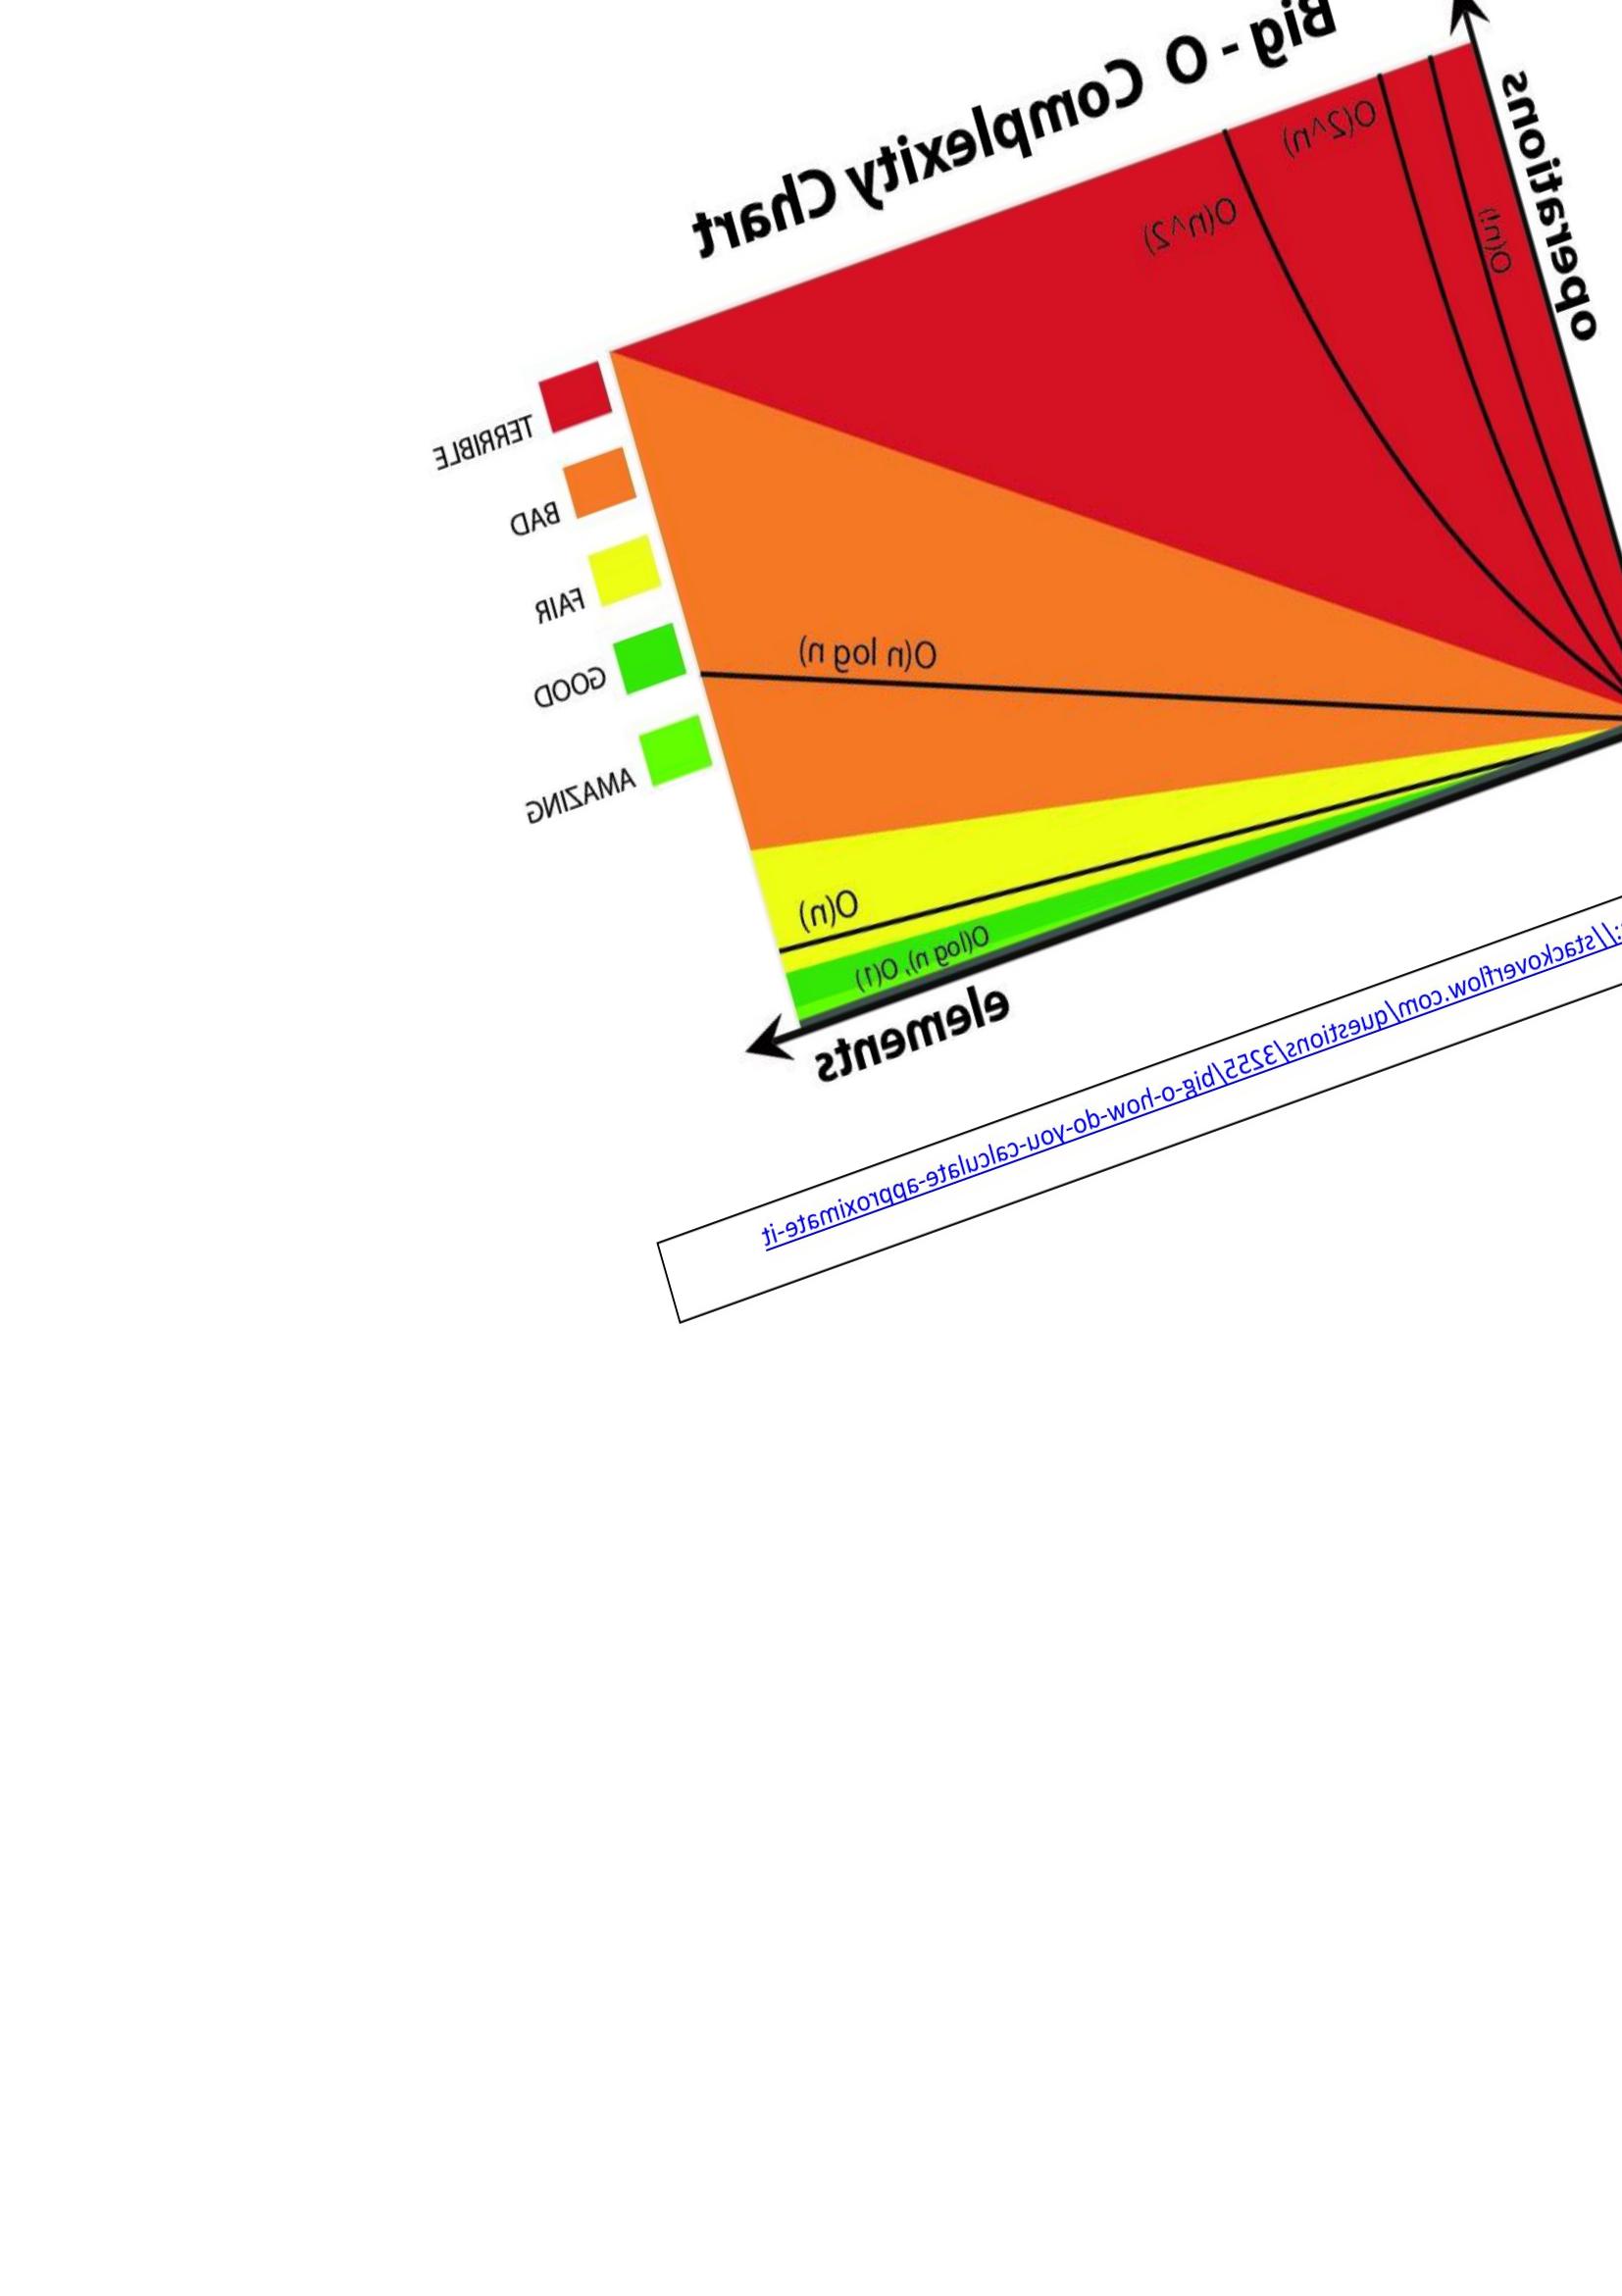 Big - O Complexity Chart
operations
O(n!)
O(2^n)
O(n^2)
O(n log n)
O(n)
O(log n), O(1)
elements
TERRIBLE
BAD
FAIR
GOOD
AMAZING
://stackoverflow.com/questions/3255/big-o-how-do-you-calculate-approximate-it